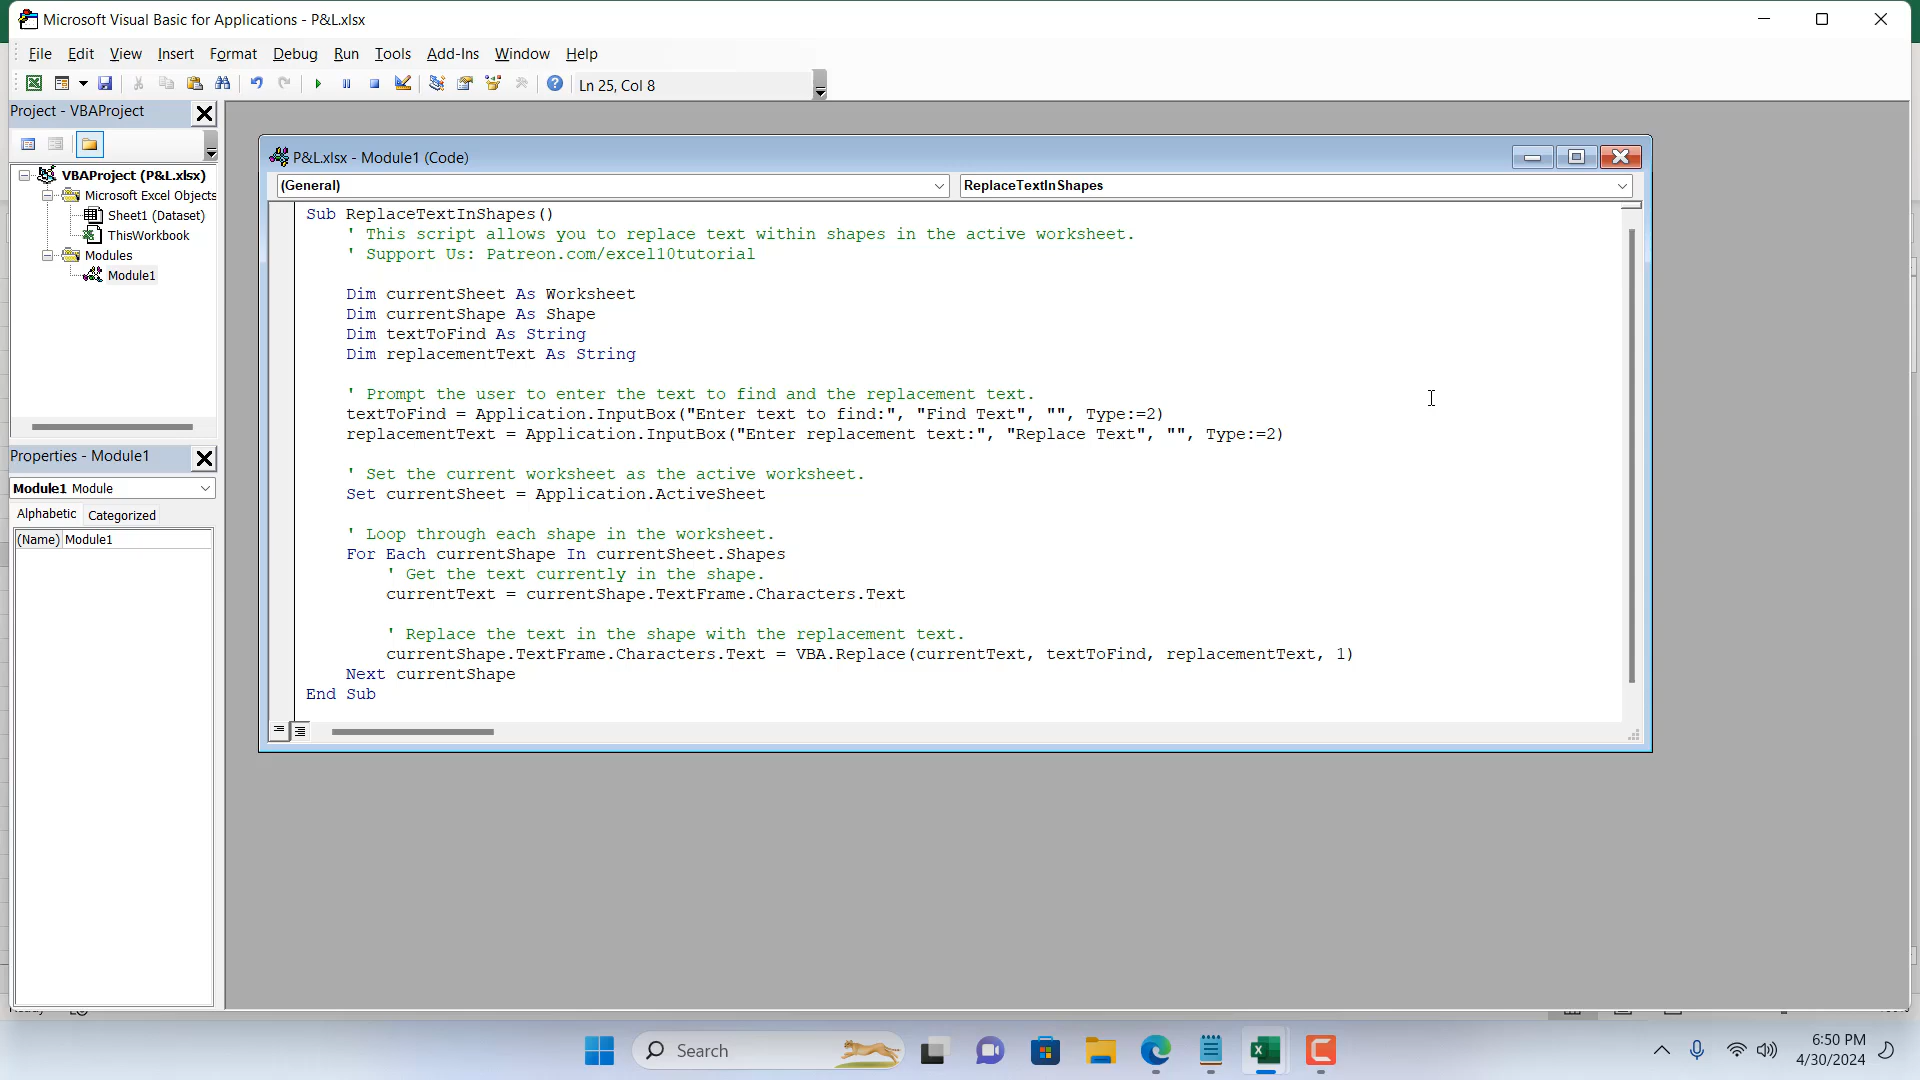 Microsoft Visual Basic for Applications - P&L.xlsx
File Edit View Insert Format Debug Run Tools Add-Ins Window Help
Ln 25, Col 8
Project - VBAProject
VBAProject (P&L.xlsx)
Microsoft Excel Objects
Sheet1 (Dataset)
ThisWorkbook
Modules
Module1
Properties - Module1
Module1 Module
Alphabetic Categorized
(Name) Module1
P&L.xlsx - Module1 (Code)
(General) ReplaceTextInShapes
Sub ReplaceTextInShapes()
' This script allows you to replace text within shapes in the active worksheet.
' Support Us: Patreon.com/excel10tutorial
Dim currentSheet As Worksheet
Dim currentShape As Shape
Dim textToFind As String
Dim replacementText As String
' Prompt the user to enter the text to find and the replacement text.
textToFind = Application.InputBox("Enter text to find:", "Find Text", "", Type:=2)
replacementText = Application.InputBox("Enter replacement text:", "Replace Text", "", Type:=2)
' Set the current worksheet as the active worksheet.
Set currentSheet = Application.ActiveSheet
' Loop through each shape in the worksheet.
For Each currentShape In currentSheet.Shapes
' Get the text currently in the shape.
currentText = currentShape.TextFrame.Characters.Text
' Replace the text in the shape with the replacement text.
currentShape.TextFrame.Characters.Text = VBA.Replace(currentText, textToFind, replacementText, 1)
Next currentShape
End Sub
Search
6:50 PM
4/30/2024